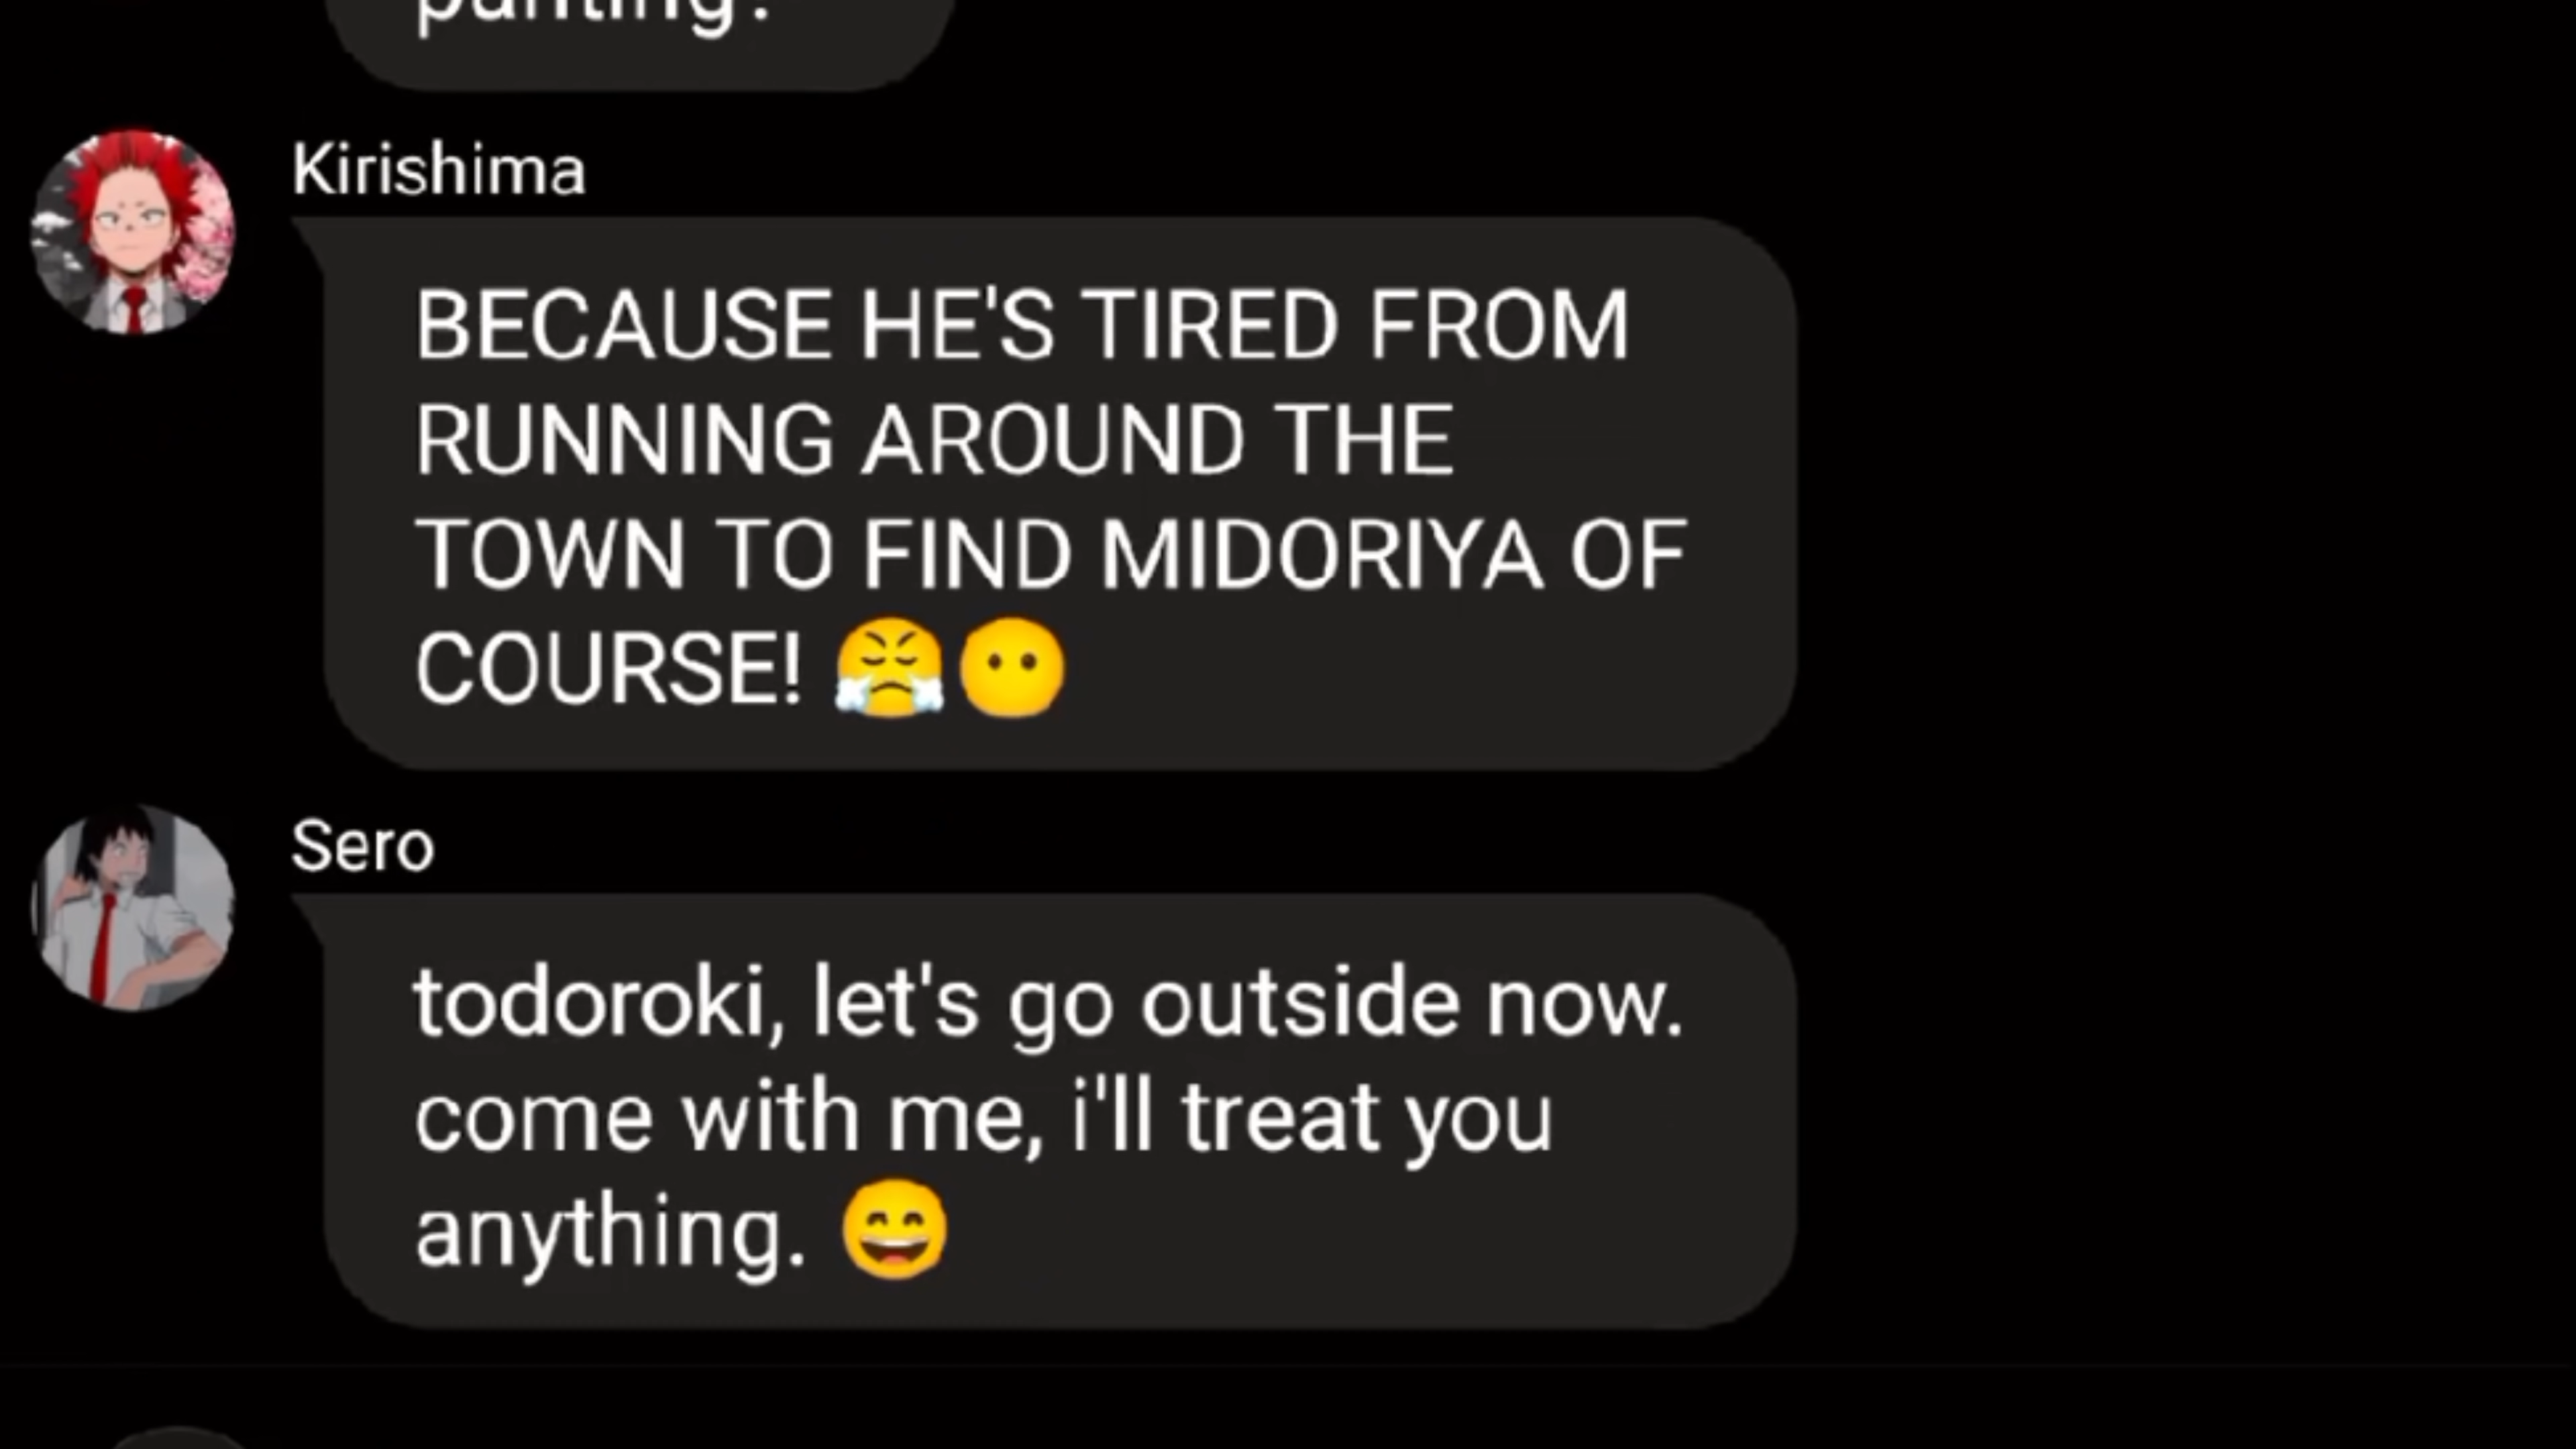 panting?
Kirishima
BECAUSE HE'S TIRED FROM
RUNNING AROUND THE
TOWN TO FIND MIDORIYA OF
COURSE! 😤😶
Sero
todoroki, let's go outside now.
come with me, i'll treat you
anything. 😄